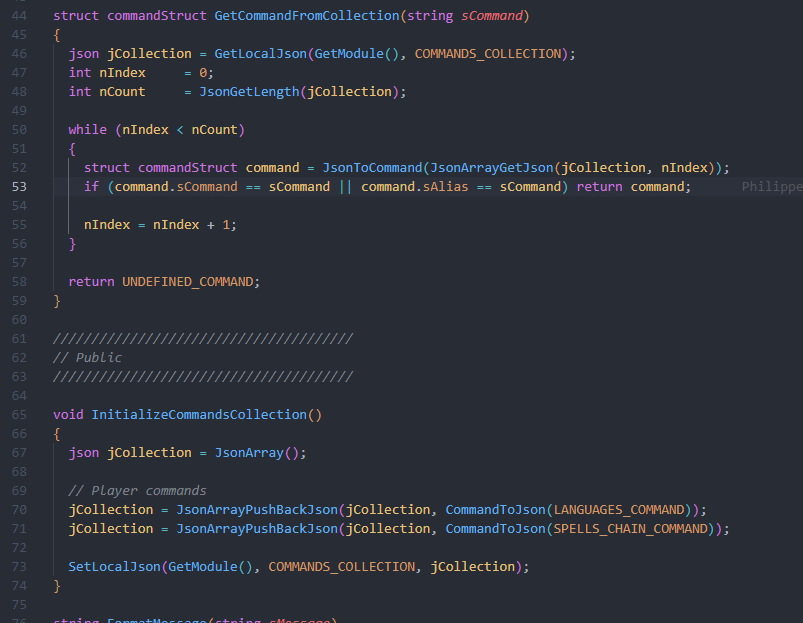 44 struct commandStruct GetCommandFromCollection(string sCommand)
45 {
46   json jCollection = GetLocalJson(GetModule(), COMMANDS_COLLECTION);
47   int nIndex     = 0;
48   int nCount     = JsonGetLength(jCollection);
49
50   while (nIndex < nCount)
51   {
52     struct commandStruct command = JsonToCommand(JsonArrayGetJson(jCollection, nIndex));
53     if (command.sCommand == sCommand || command.sAlias == sCommand) return command;      Philippe
54
55     nIndex = nIndex + 1;
56   }
57
58   return UNDEFINED_COMMAND;
59 }
60
61 ///////////////////////////////////////
62 // Public
63 ///////////////////////////////////////
64
65 void InitializeCommandsCollection()
66 {
67   json jCollection = JsonArray();
68
69   // Player commands
70   jCollection = JsonArrayPushBackJson(jCollection, CommandToJson(LANGUAGES_COMMAND));
71   jCollection = JsonArrayPushBackJson(jCollection, CommandToJson(SPELLS_CHAIN_COMMAND));
72
73   SetLocalJson(GetModule(), COMMANDS_COLLECTION, jCollection);
74 }
75
76 string FormatMessage(string sMessage)